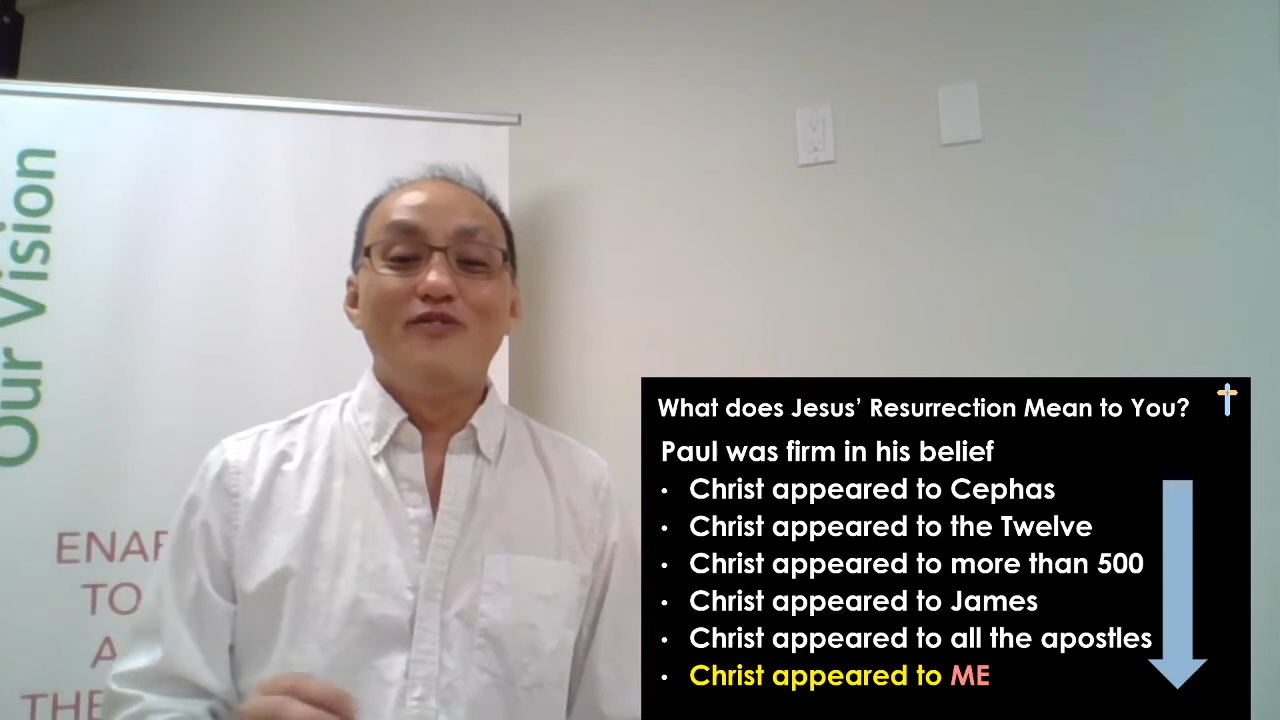 Our Vision
TO
A
THE
What does Jesus’ Resurrection Mean to You?
Paul was firm in his belief
• Christ appeared to Cephas
• Christ appeared to the Twelve
• Christ appeared to more than 500
• Christ appeared to James
• Christ appeared to all the apostles
• Christ appeared to ME